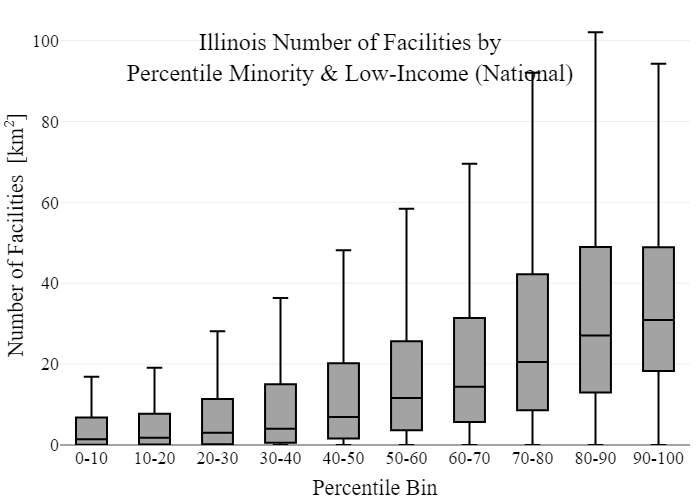 Illinois Number of Facilities by
Percentile Minority & Low-Income (National)
Number of Facilities [km²]
100
80
60
40
20
0
0-10 10-20 20-30 30-40 40-50 50-60 60-70 70-80 80-90 90-100
Percentile Bin